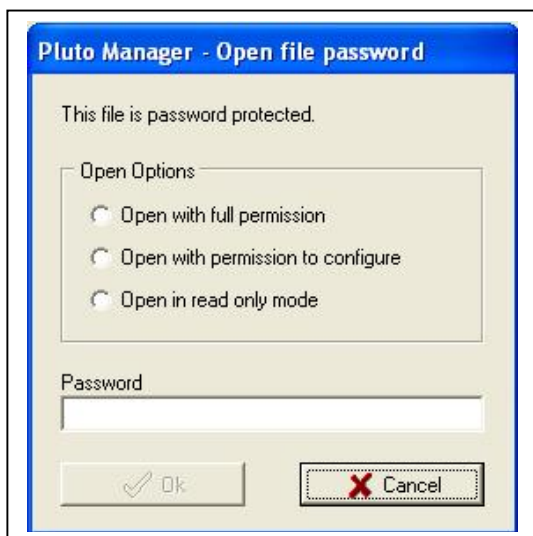 Pluto Manager - Open file password
This file is password protected.
Open Options
Open with full permission
Open with permission to configure
Open in read only mode
Password
Ok
Cancel